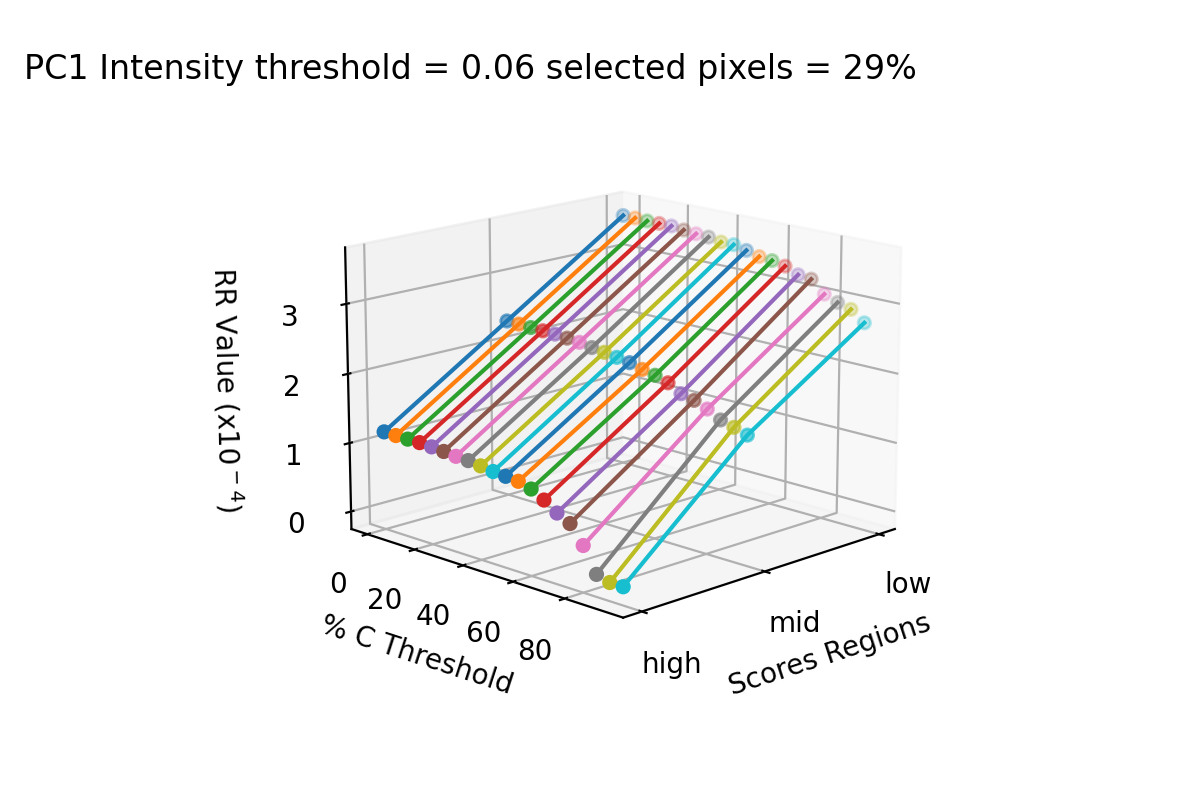 PC1 Intensity threshold = 0.06 selected pixels = 29%
RR Value (x10⁻⁴)
3
2
1
0
0
20
40
60
80
% C Threshold
high
mid
low
Scores Regions